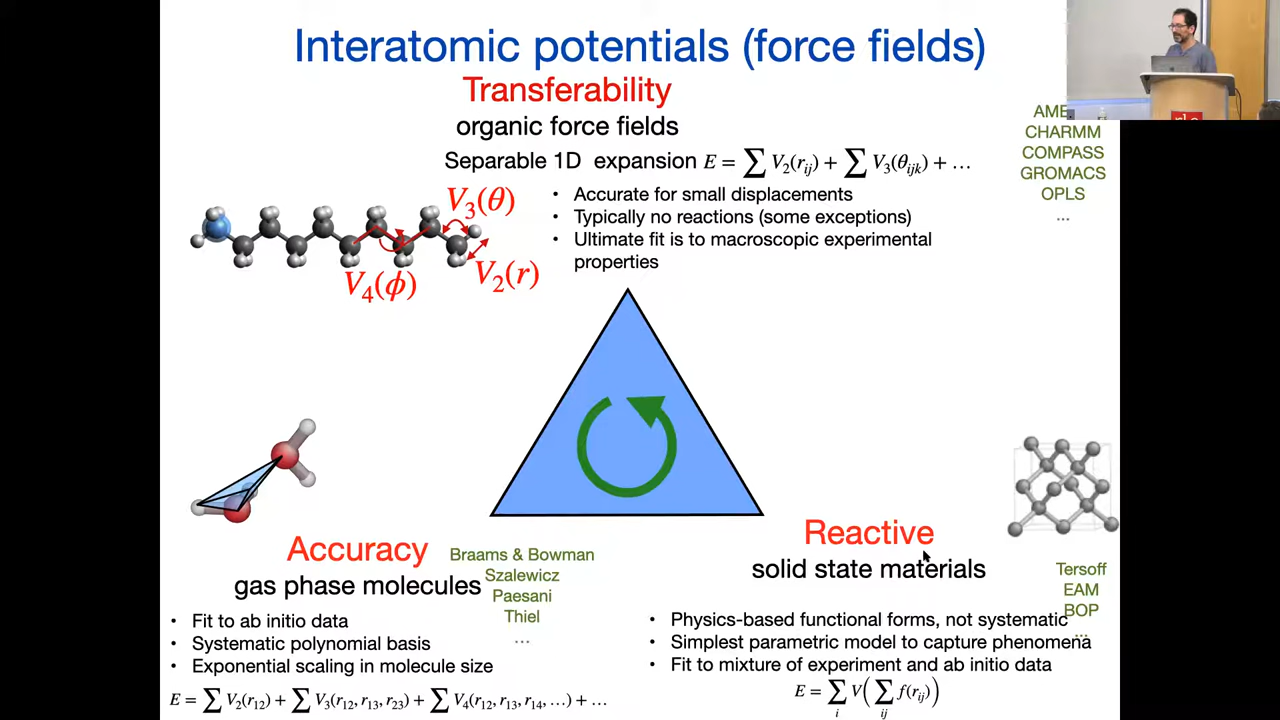 Interatomic potentials (force fields)
Transferability
organic force fields
Separable 1D expansion E = ∑ V₂(rᵢⱼ) + ∑ V₃(θᵢⱼₖ) + …
• Accurate for small displacements
• Typically no reactions (some exceptions)
• Ultimate fit is to macroscopic experimental
properties
CHARMM
COMPASS
GROMACS
OPLS
...
V₃(θ)
V₂(r)
V₄(ϕ)
Accuracy
gas phase molecules
Braams & Bowman
Szalewicz
Paesani
Thiel
...
• Fit to ab initio data
• Systematic polynomial basis
• Exponential scaling in molecule size
E = ∑ V₂(r₁₂) + ∑ V₃(r₁₂, r₁₃, r₂₃) + ∑ V₄(r₁₂, r₁₃, r₁₄, …) + …
Reactive
solid state materials
Tersoff
EAM
BOP
...
• Physics-based functional forms, not systematic
• Simplest parametric model to capture phenomena
• Fit to mixture of experiment and ab initio data
E = ∑ᵢ V(∑ᵢⱼ f(rᵢⱼ))